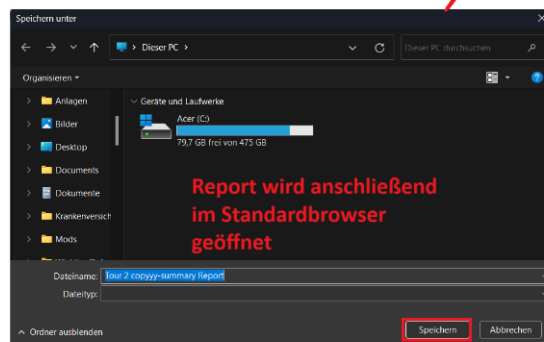 Speichern unter
Dieser PC
Dieser PC durchsuchen
Organisieren
Anlagen
Bilder
Desktop
Documents
Dokumente
Krankenversich
Mods
Geräte und Laufwerke
Acer (C:)
79,7 GB frei von 475 GB
Report wird anschließend
im Standardbrowser
geöffnet
Dateiname: Tour 2 copyyy-summary Report
Dateityp:
Ordner ausblenden
Speichern
Abbrechen